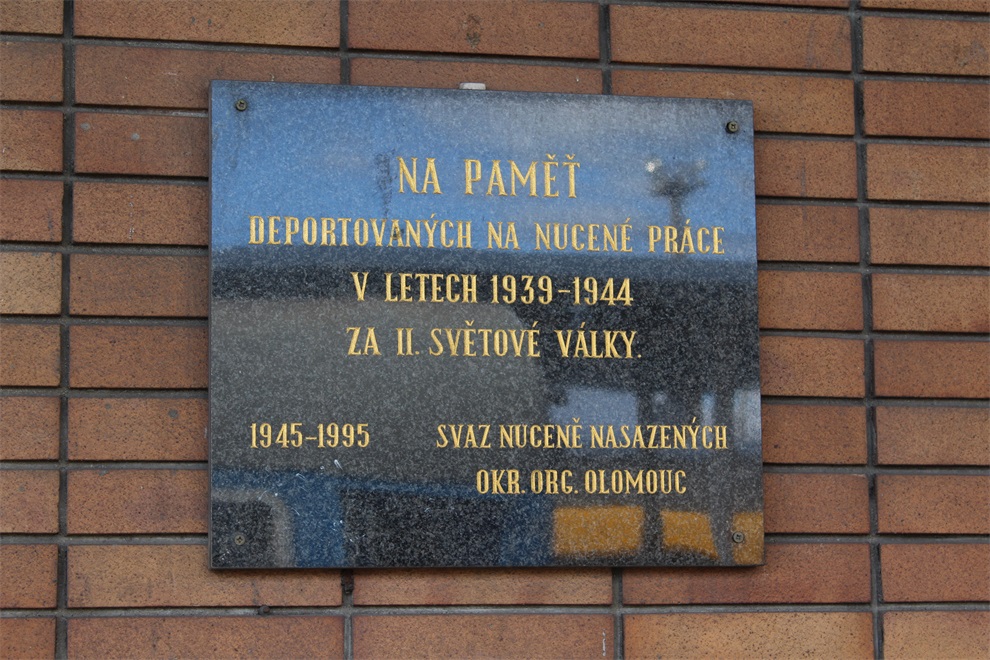 NA PAMĚŤ
DEPORTOVANÝCH NA NUCENÉ PRÁCE
V LETECH 1939-1944
ZA II. SVĚTOVÉ VÁLKY.
1945-1995
SVAZ NUCENĚ NASAZENÝCH
OKR. ORG. OLOMOUC